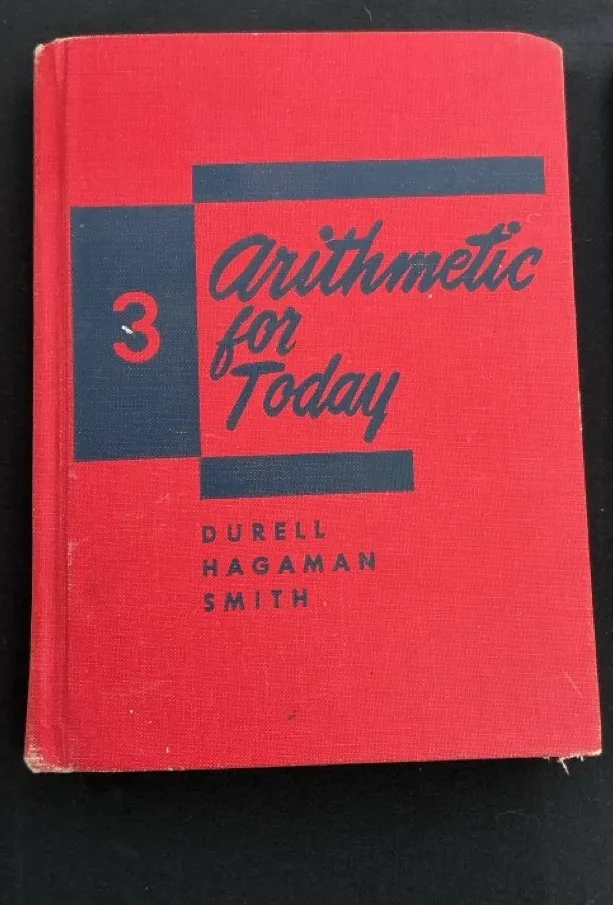 3
Arithmetic
for
Today
DURELL
HAGAMAN
SMITH